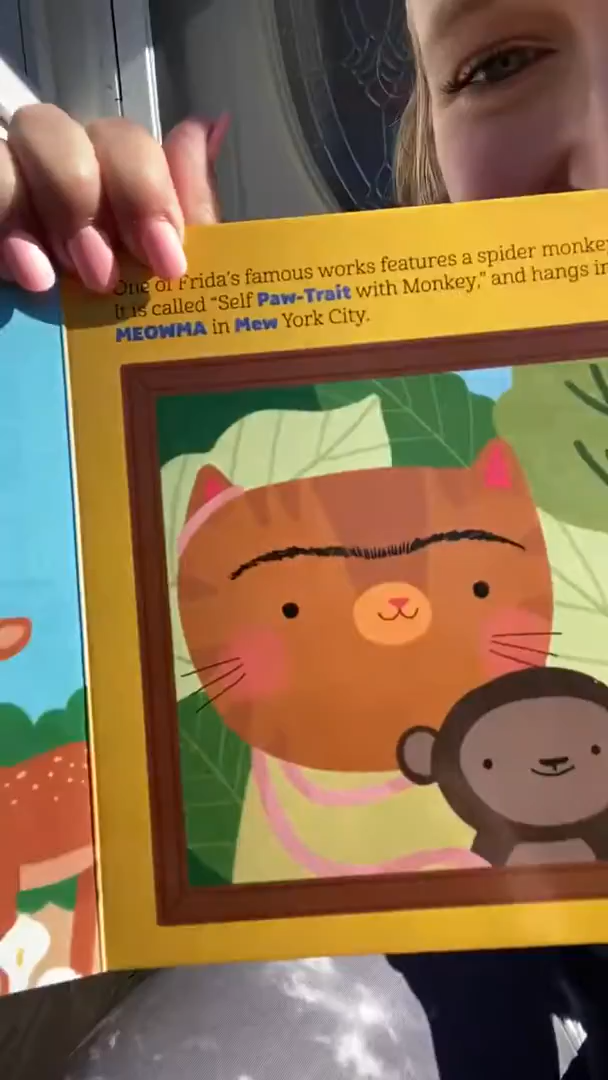 One of Frida's famous works features a spider monkey
It is called "Self Paw-Trait with Monkey," and hangs in
MEOWMA in Mew York City.